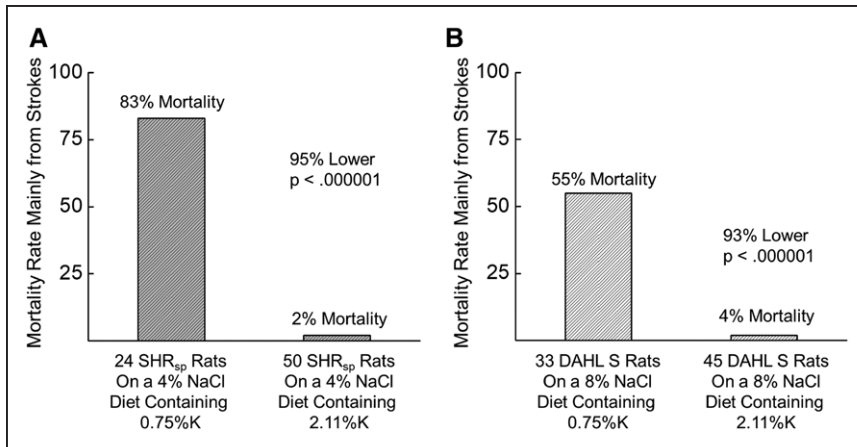 A
Mortality Rate Mainly from Strokes
100
75
50
25
83% Mortality
95% Lower
p < .000001
2% Mortality
24 SHRsp Rats
On a 4% NaCl
Diet Containing
0.75%K
50 SHRsp Rats
On a 4% NaCl
Diet Containing
2.11%K
B
Mortality Rate Mainly from Strokes
100
75
50
25
55% Mortality
93% Lower
p < .000001
4% Mortality
33 DAHL S Rats
On a 8% NaCl
Diet Containing
0.75%K
45 DAHL S Rats
On a 8% NaCl
Diet Containing
2.11%K